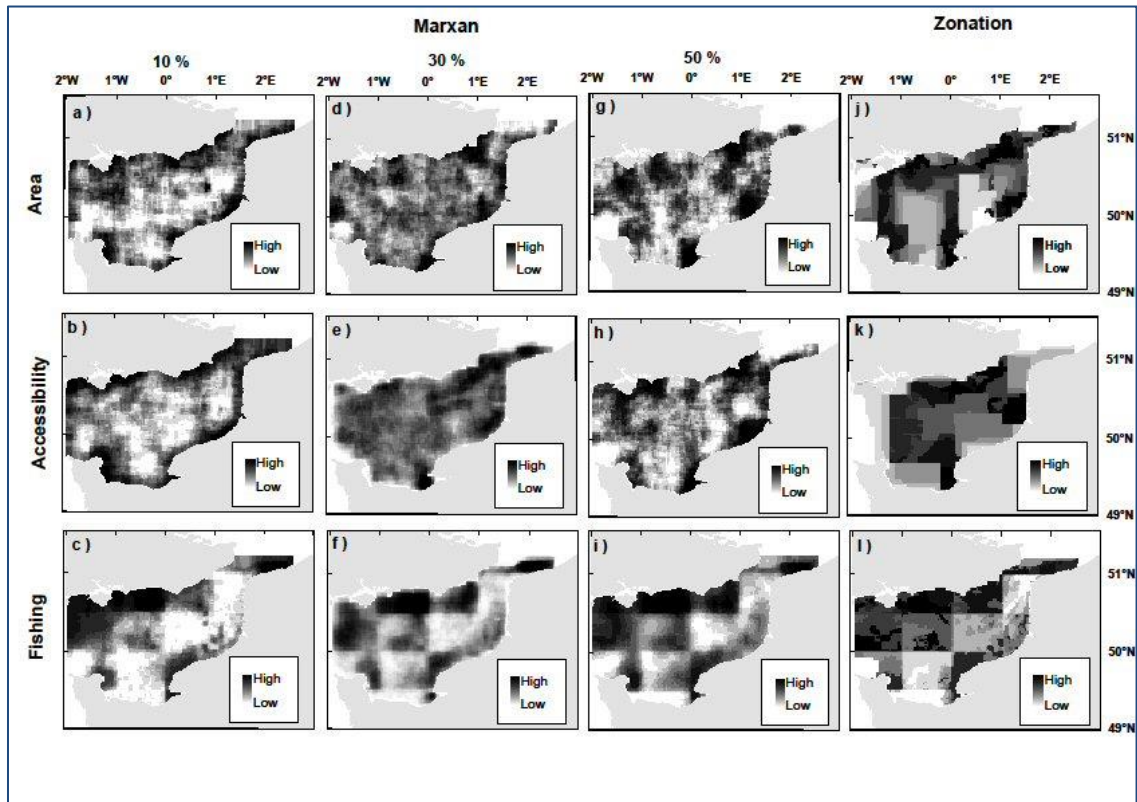 Marxan Zonation
10 % 30 % 50 %
2°W 1°W 0° 1°E 2°E 2°W 1°W 0° 1°E 2°E 2°W 1°W 0° 1°E 2°E 2°W 1°W 0° 1°E 2°E
a ) d ) g ) j )
51°N
Area
50°N
High High High High
Low Low Low Low
49°N
b ) e ) h ) k )
51°N
Accessibility
50°N
High High High High
Low Low Low Low
49°N
c ) f ) i ) l )
51°N
Fishing
50°N
High High High High
Low Low Low Low
49°N